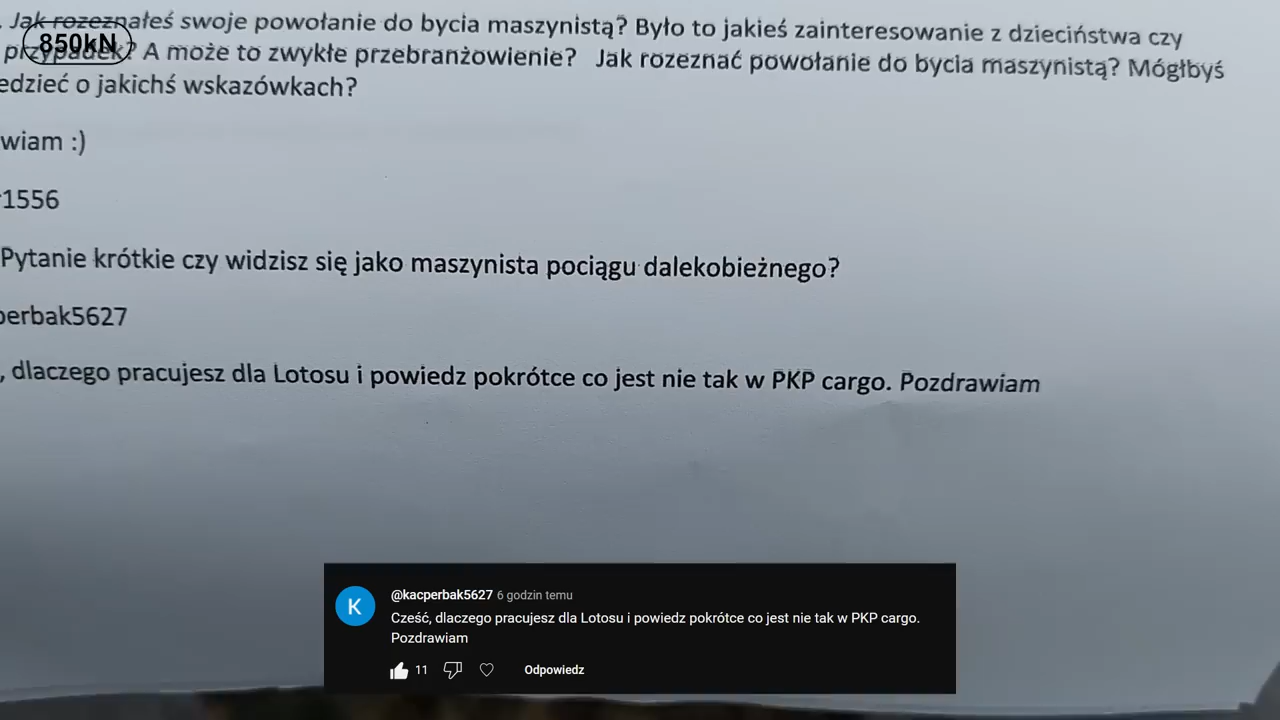 . Jak rozeznałeś swoje powołanie do bycia maszynistą? Było to jakieś zainteresowanie z dzieciństwa czy
850kN
przypadek? A może to zwykłe przebranżowienie? Jak rozeznać powołanie do bycia maszynistą? Mógłbyś
edzieć o jakichś wskazówkach?
wiam :)
1556
Pytanie krótkie czy widzisz się jako maszynista pociągu dalekobieżnego?
perbak5627
, dlaczego pracujesz dla Lotosu i powiedz pokrótce co jest nie tak w PKP cargo. Pozdrawiam
K
@kacperbak5627 6 godzin temu
Cześć, dlaczego pracujesz dla Lotosu i powiedz pokrótce co jest nie tak w PKP cargo.
Pozdrawiam
11 Odpowiedz